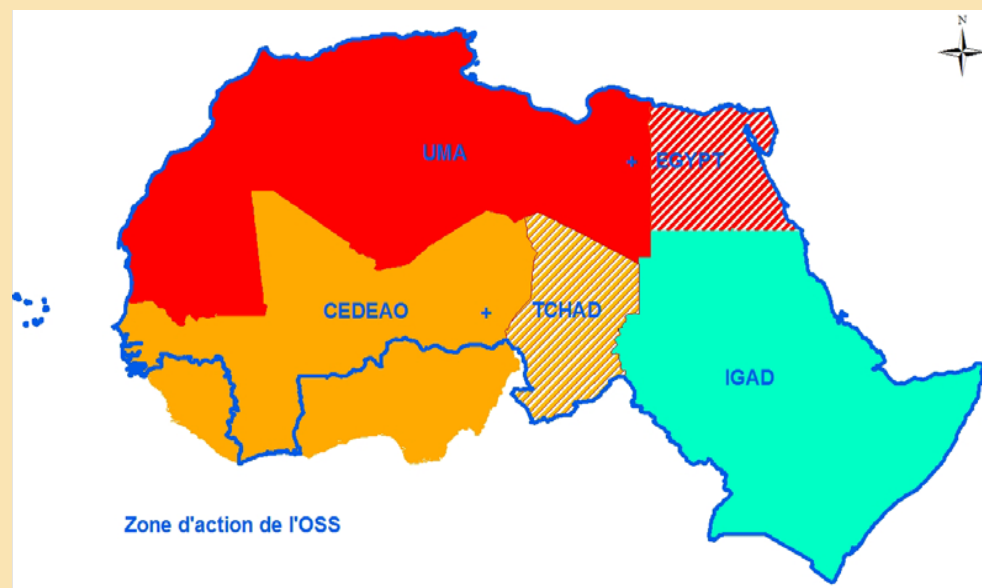 N
UMA
+ EGYPT
CEDEAO + TCHAD
IGAD
Zone d'action de l'OSS